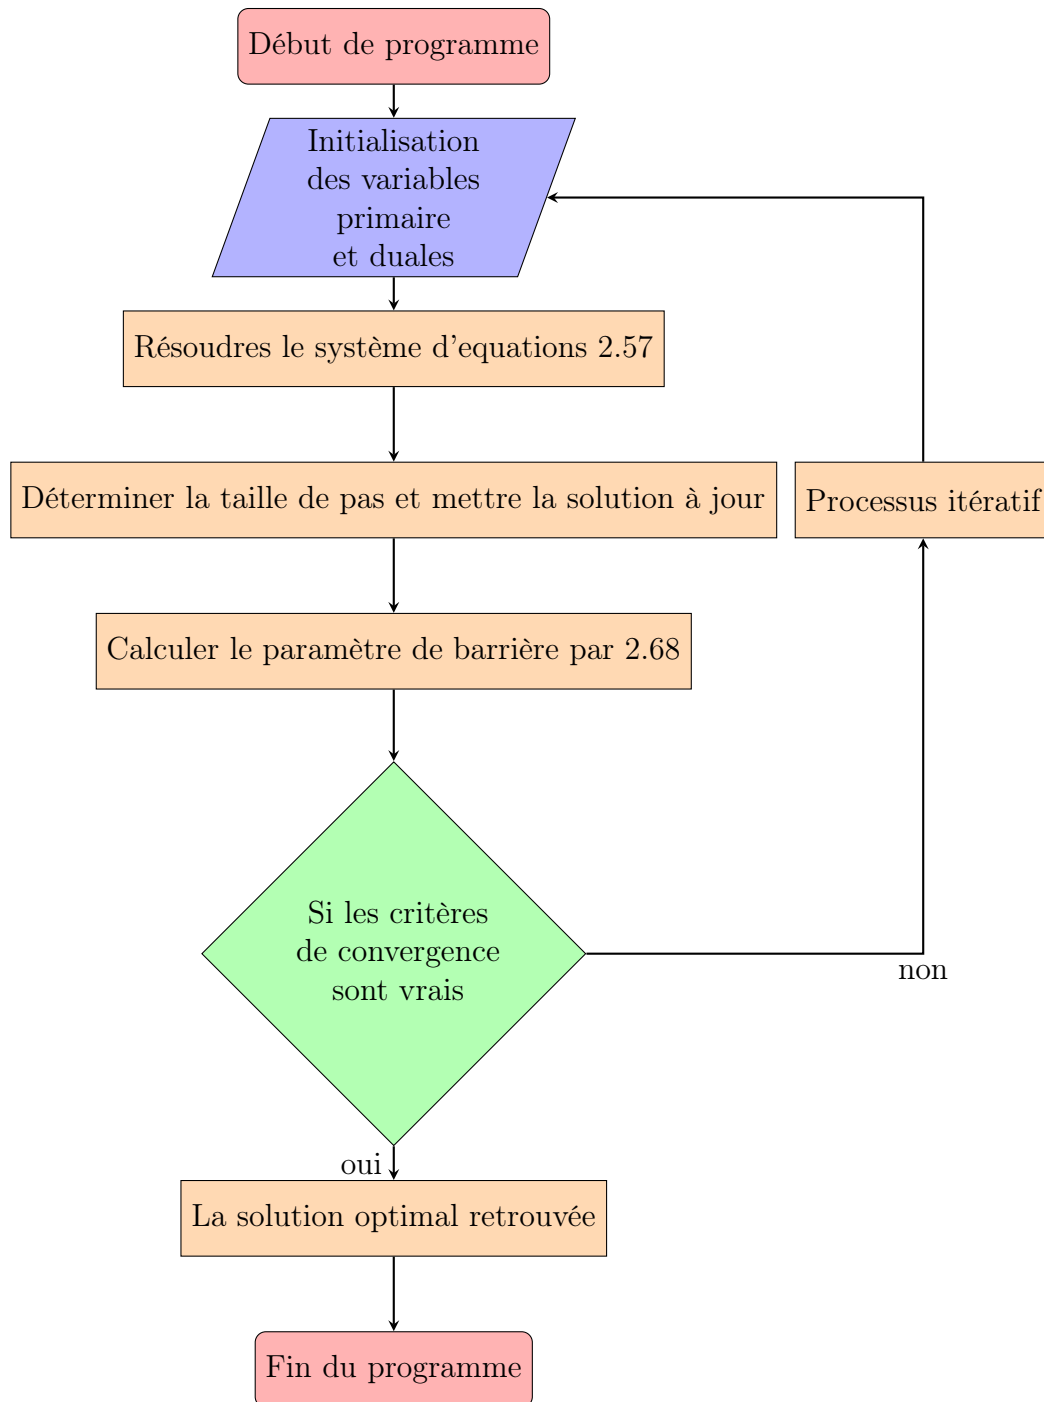 Début de programme
Initialisation
des variables
primaire
et duales
Résoudres le système d'equations 2.57
Déterminer la taille de pas et mettre la solution à jour
Processus itératif
Calculer le paramètre de barrière par 2.68
Si les critères
de convergence
sont vrais
non
oui
La solution optimal retrouvée
Fin du programme